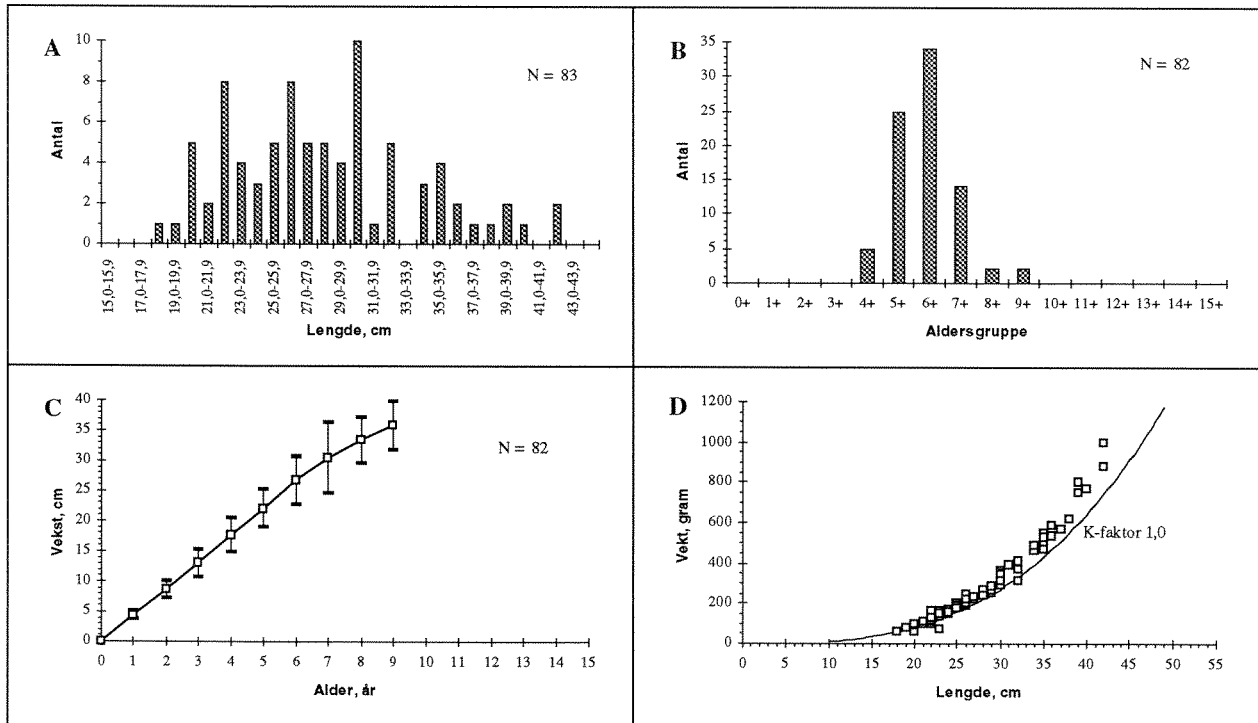 A
N = 83
Antal
10
8
6
4
2
0
15,0-15,9
17,0-17,9
19,0-19,9
21,0-21,9
23,0-23,9
25,0-25,9
27,0-27,9
29,0-29,9
31,0-31,9
33,0-33,9
35,0-35,9
37,0-37,9
39,0-39,9
41,0-41,9
43,0-43,9
Lengde, cm
B
N = 82
Antal
35
30
25
20
15
10
5
0
0+ 1+ 2+ 3+ 4+ 5+ 6+ 7+ 8+ 9+ 10+ 11+ 12+ 13+ 14+ 15+
Aldersgruppe
C
N = 82
Vekst, cm
40
35
30
25
20
15
10
5
0
0 1 2 3 4 5 6 7 8 9 10 11 12 13 14 15
Alder, år
D
Vekt, gram
1200
1000
800
600
400
200
0
K-faktor 1,0
0 5 10 15 20 25 30 35 40 45 50 55
Lengde, cm